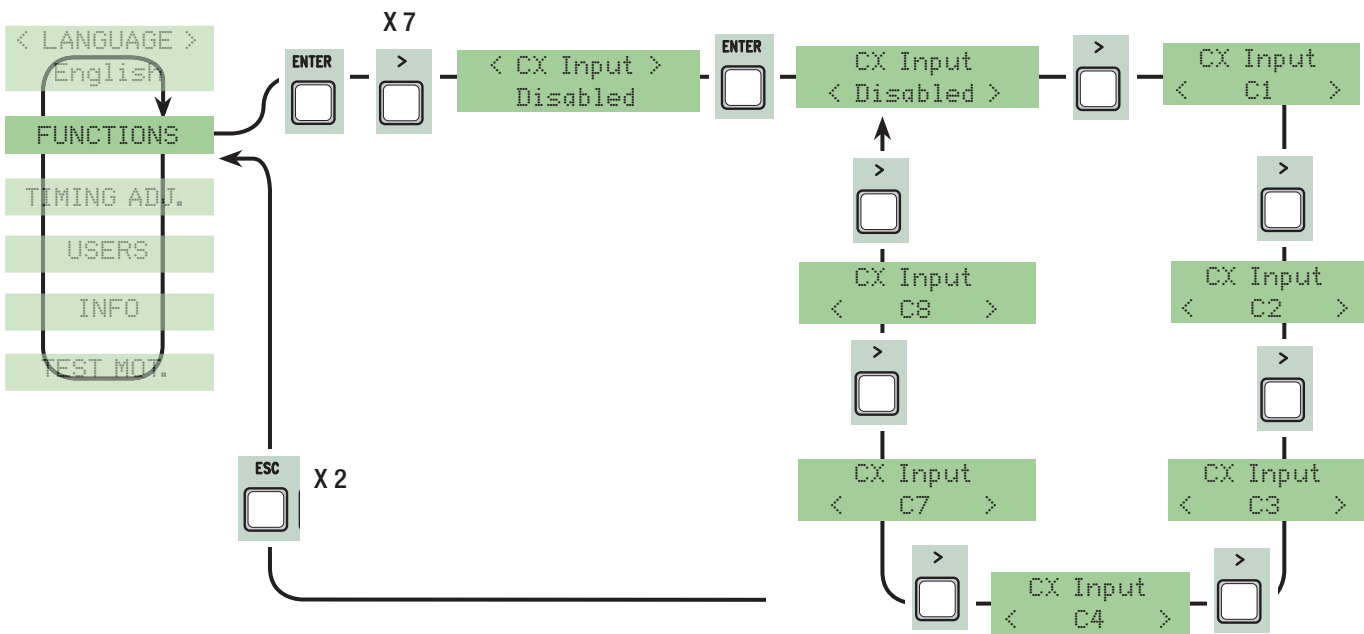 < LANGUAGE >
English
FUNCTIONS
TIMING ADJ.
USERS
INFO
TEST MOT.
ENTER
X 7
>
< CX Input >
Disabled
ENTER
CX Input
< Disabled >
>
CX Input
< C1 >
>
CX Input
< C2 >
>
CX Input
< C3 >
>
CX Input
< C4 >
>
CX Input
< C7 >
>
CX Input
< C8 >
>
ESC
X 2